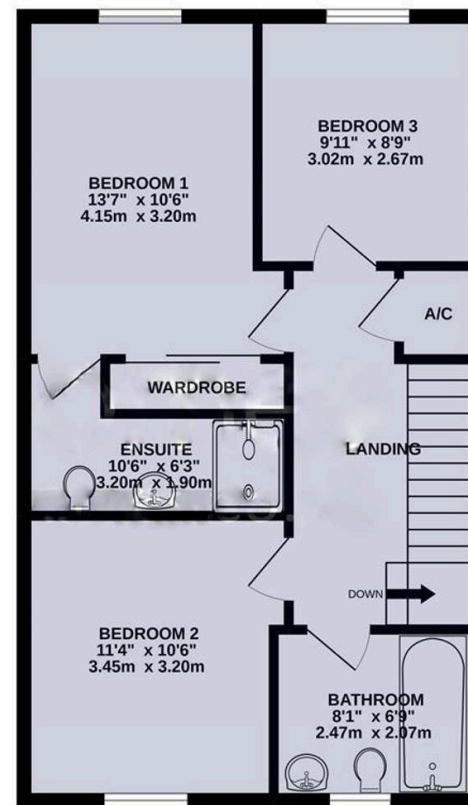 BEDROOM 3
9'11" x 8'9"
3.02m x 2.67m
BEDROOM 1
13'7" x 10'6"
4.15m x 3.20m
A/C
WARDROBE
ENSUITE
10'6" x 6'3"
3.20m x 1.90m
LANDING
DOWN
BEDROOM 2
11'4" x 10'6"
3.45m x 3.20m
BATHROOM
8'1" x 6'9"
2.47m x 2.07m